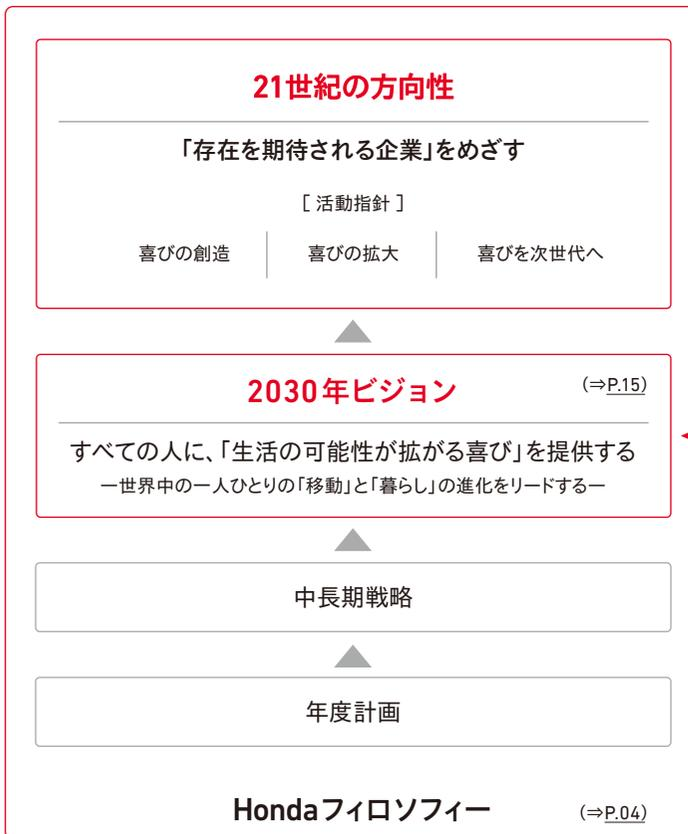 21世紀の方向性
「存在を期待される企業」をめざす
[ 活動指針 ]
喜びの創造 喜びの拡大 喜びを次世代へ
2030年ビジョン (⇒P.15)
すべての人に、「生活の可能性が拡がる喜び」を提供する
ー世界中の一人ひとりの「移動」と「暮らし」の進化をリードするー
中長期戦略
年度計画
Hondaフィロソフィー (⇒P.04)